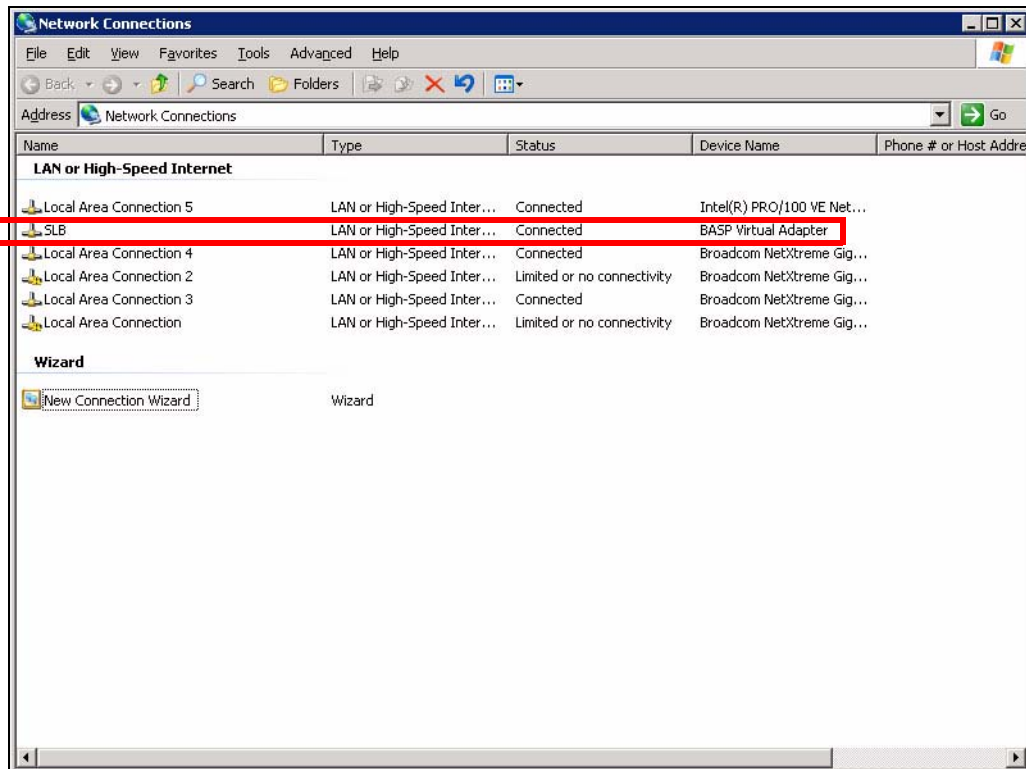 Network Connections
File Edit View Favorites Tools Advanced Help
Back Search Folders
Address Network Connections Go
Name Type Status Device Name Phone # or Host Addre
LAN or High-Speed Internet
Local Area Connection 5 LAN or High-Speed Inter... Connected Intel(R) PRO/100 VE Net...
SLB LAN or High-Speed Inter... Connected BASP Virtual Adapter
Local Area Connection 4 LAN or High-Speed Inter... Connected Broadcom NetXtreme Gig...
Local Area Connection 2 LAN or High-Speed Inter... Limited or no connectivity Broadcom NetXtreme Gig...
Local Area Connection 3 LAN or High-Speed Inter... Connected Broadcom NetXtreme Gig...
Local Area Connection LAN or High-Speed Inter... Limited or no connectivity Broadcom NetXtreme Gig...
Wizard
New Connection Wizard Wizard